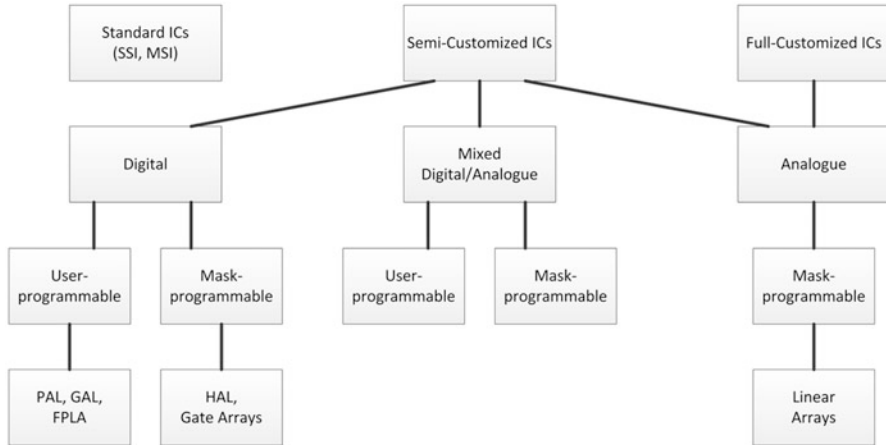 Standard ICs
(SSI, MSI)
Semi-Customized ICs
Full-Customized ICs
Digital
Mixed
Digital/Analogue
Analogue
User-
programmable
Mask-
programmable
User-
programmable
Mask-
programmable
Mask-
programmable
PAL, GAL,
FPLA
HAL,
Gate Arrays
Linear
Arrays